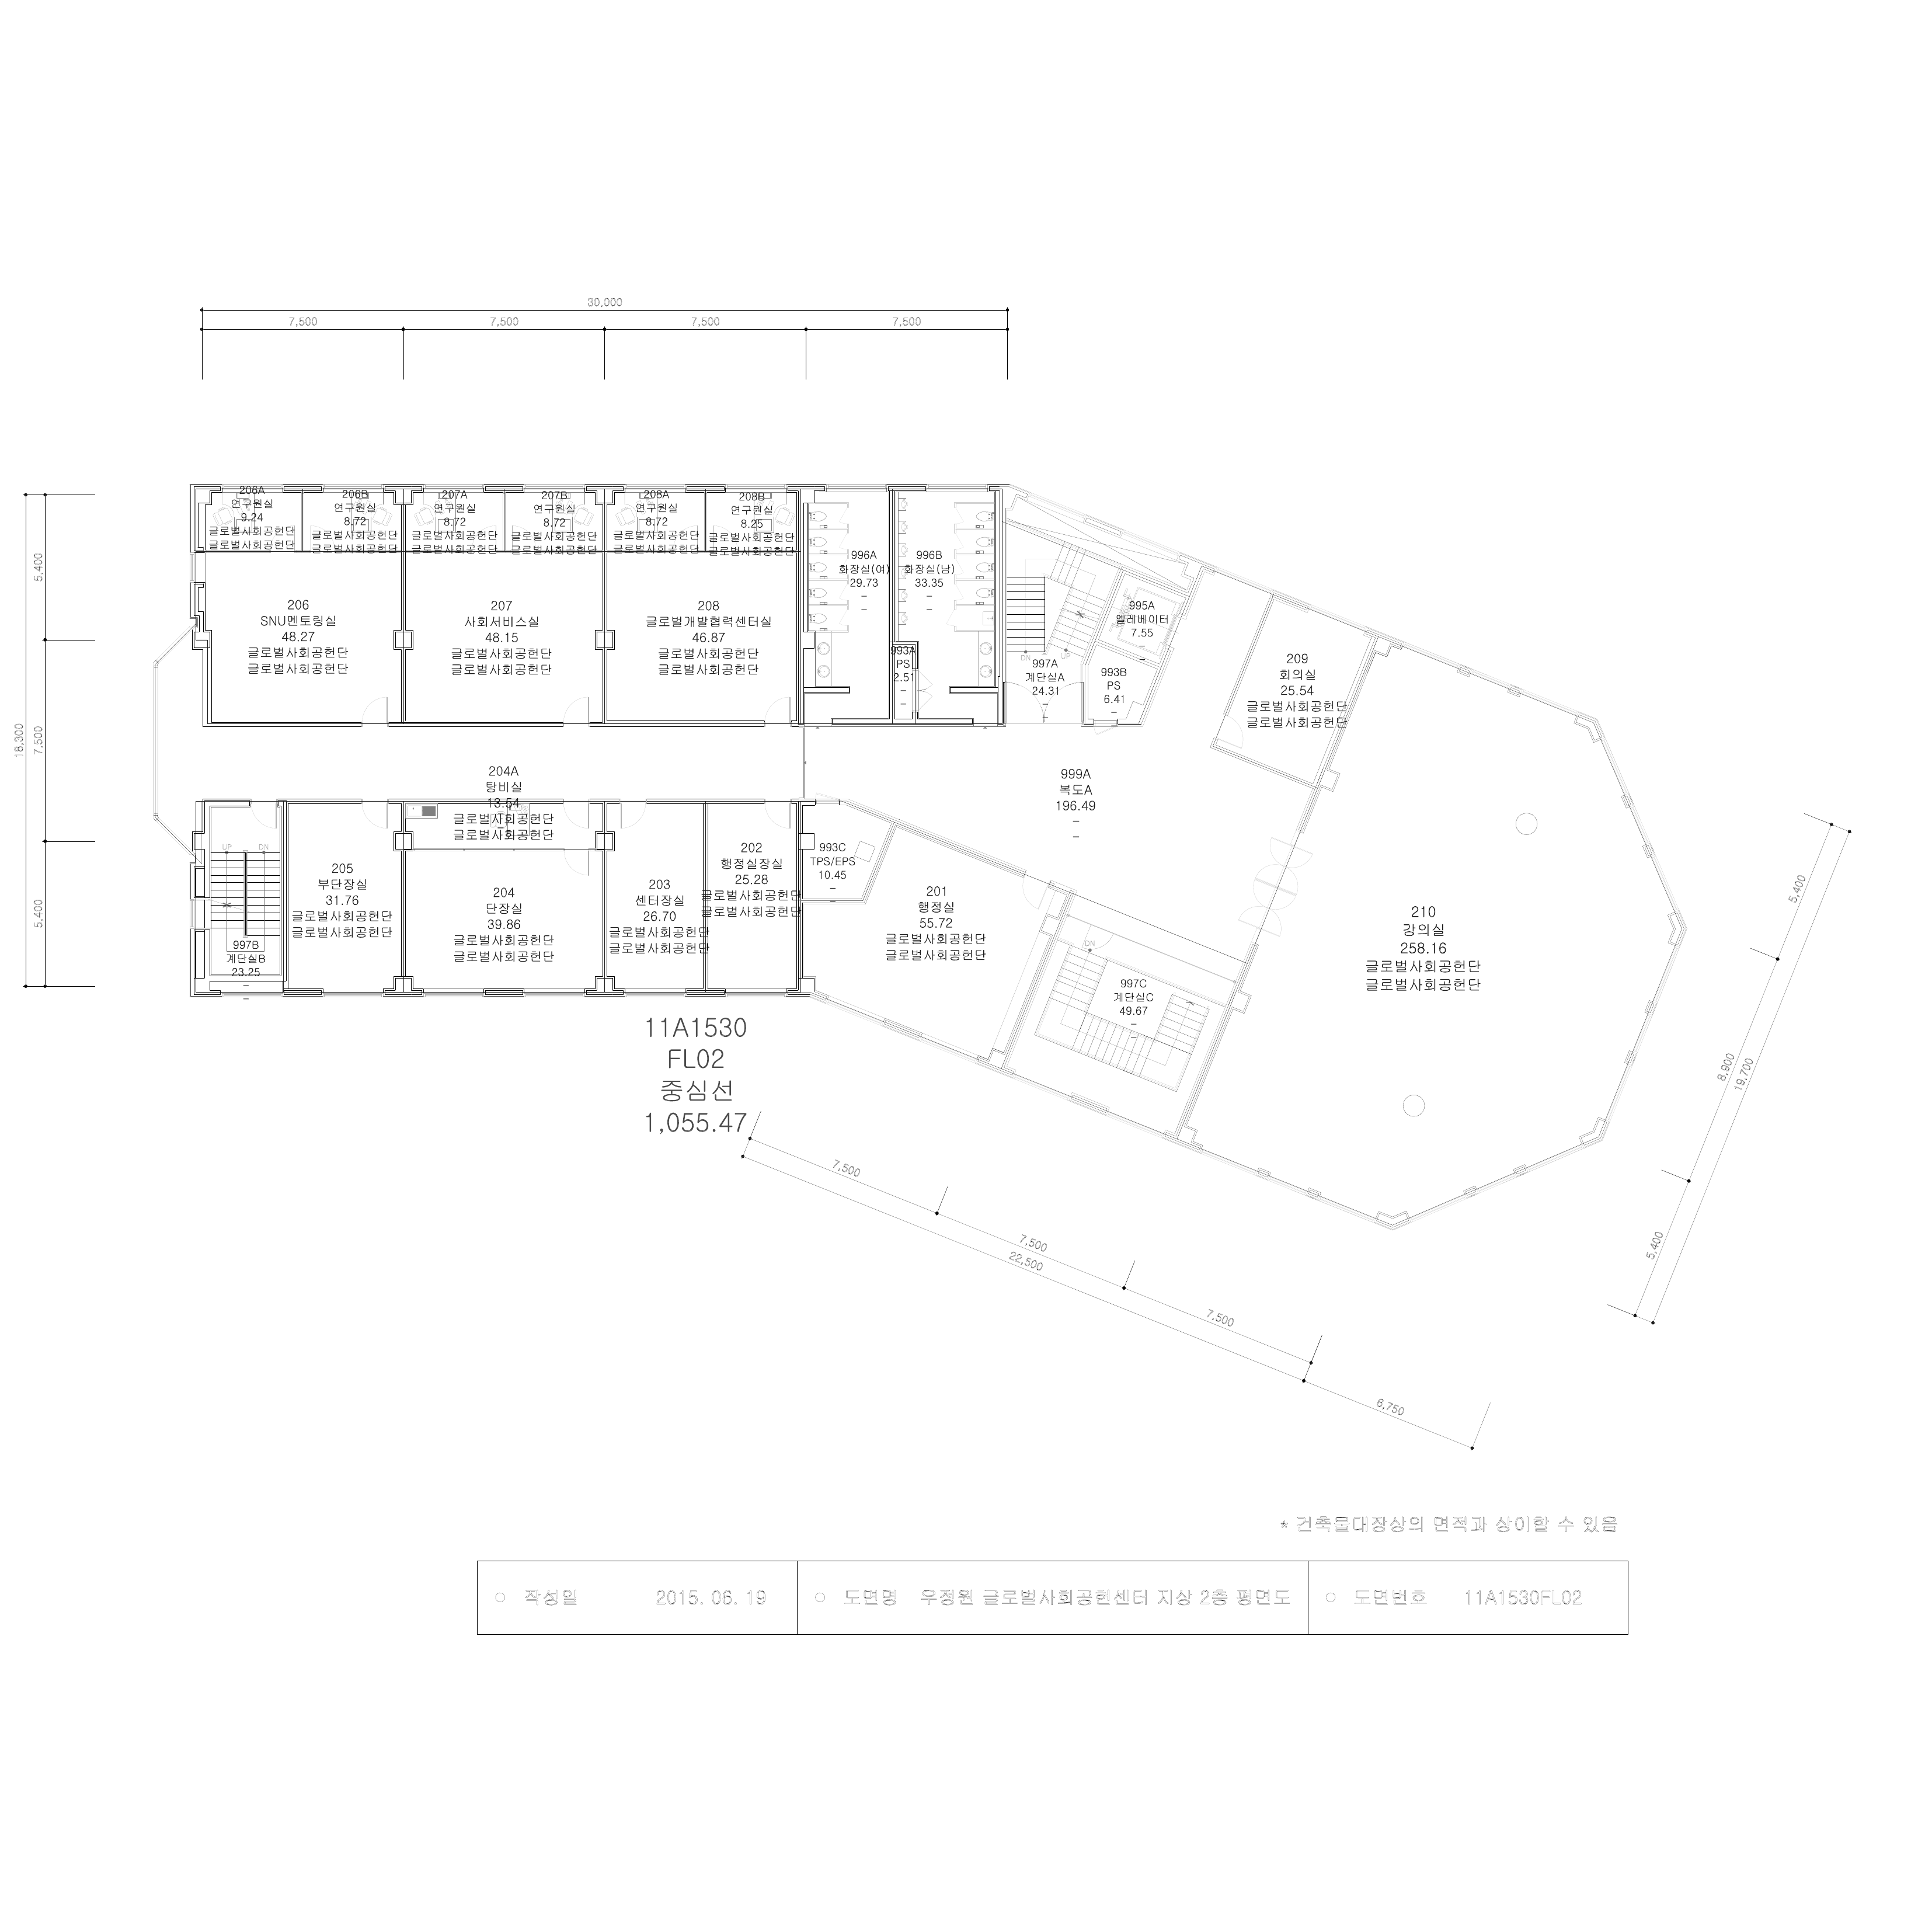 30,000
7,500
7,500
7,500
7,500
18,300
5,400
7,500
5,400
206A
연구원실
9.24
글로벌사회공헌단
글로벌사회공헌단
206B
연구원실
8.72
글로벌사회공헌단
글로벌사회공헌단
207A
연구원실
8.72
글로벌사회공헌단
글로벌사회공헌단
207B
연구원실
8.72
글로벌사회공헌단
글로벌사회공헌단
208A
연구원실
8.72
글로벌사회공헌단
글로벌사회공헌단
208B
연구원실
8.25
글로벌사회공헌단
글로벌사회공헌단
206
SNU멘토링실
48.27
글로벌사회공헌단
글로벌사회공헌단
207
사회서비스실
48.15
글로벌사회공헌단
글로벌사회공헌단
208
글로벌개발협력센터실
46.87
글로벌사회공헌단
글로벌사회공헌단
996A
화장실(여)
29.73
–
–
996B
화장실(남)
33.35
–
–
993A
PS
2.51
–
–
DN
UP
997A
계단실A
24.31
–
–
995A
엘레베이터
7.55
–
–
993B
PS
6.41
–
–
209
회의실
25.54
글로벌사회공헌단
글로벌사회공헌단
204A
탕비실
13.54
글로벌사회공헌단
글로벌사회공헌단
999A
복도A
196.49
–
–
UP
DN
997B
계단실B
23.25
–
–
205
부단장실
31.76
글로벌사회공헌단
글로벌사회공헌단
204
단장실
39.86
글로벌사회공헌단
글로벌사회공헌단
203
센터장실
26.70
글로벌사회공헌단
글로벌사회공헌단
202
행정실장실
25.28
글로벌사회공헌단
글로벌사회공헌단
993C
TPS/EPS
10.45
–
–
201
행정실
55.72
글로벌사회공헌단
글로벌사회공헌단
DN
997C
계단실C
49.67
–
–
210
강의실
258.16
글로벌사회공헌단
글로벌사회공헌단
11A1530
FL02
중심선
1,055.47
5,400
8,900
19,700
5,400
7,500
7,500
22,500
7,500
6,750
* 건축물대장상의 면적과 상이할 수 있음
○ 작성일 2015. 06. 19
○ 도면명 우정원 글로벌사회공헌센터 지상 2층 평면도
○ 도면번호 11A1530FL02